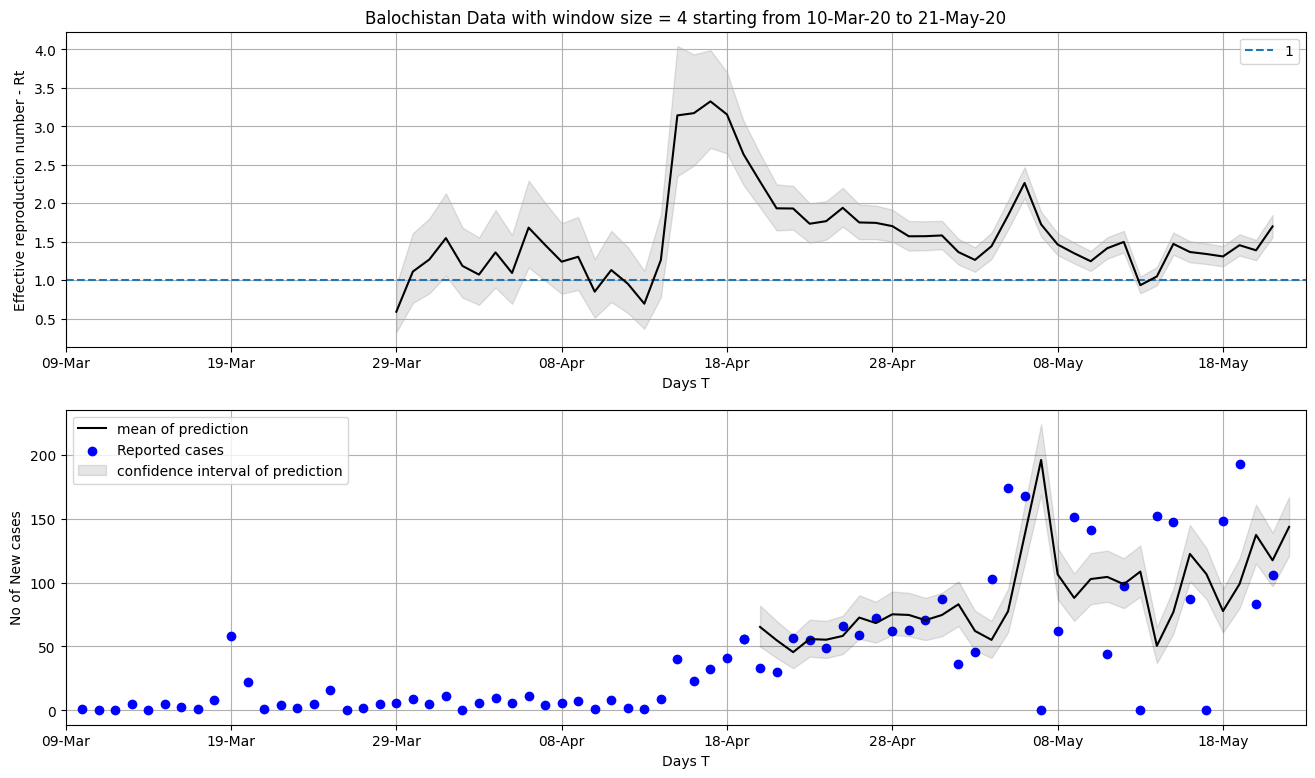 Balochistan Data with window size = 4 starting from 10-Mar-20 to 21-May-20
Effective reproduction number - Rt
4.0
3.5
3.0
2.5
2.0
1.5
1.0
0.5
1
09-Mar 19-Mar 29-Mar 08-Apr 18-Apr 28-Apr 08-May 18-May
Days T
No of New cases
200
150
100
50
0
mean of prediction
Reported cases
confidence interval of prediction
09-Mar 19-Mar 29-Mar 08-Apr 18-Apr 28-Apr 08-May 18-May
Days T